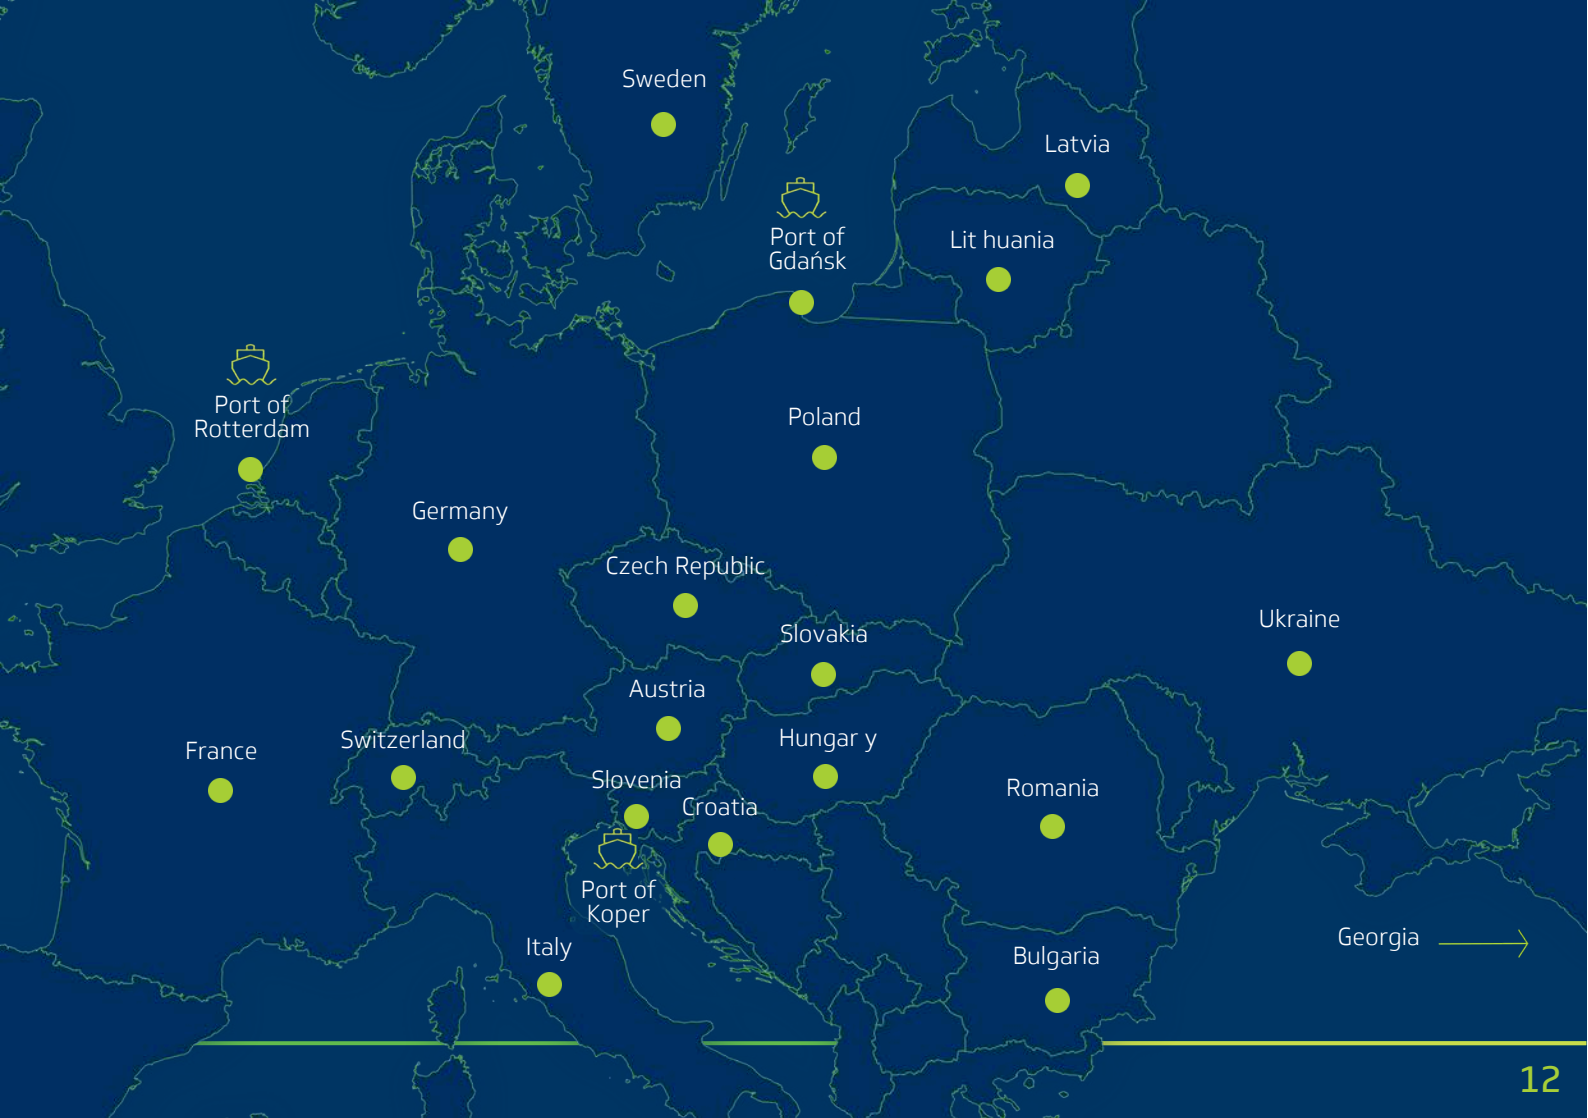 Sweden
Latvia
Port of
Gdańsk
Lit huania
Port of
Rotterdam
Poland
Germany
Czech Republic
Slovakia
Ukraine
Austria
Switzerland
France
Hungar y
Slovenia
Croatia
Romania
Port of
Koper
Italy
Bulgaria
Georgia
12